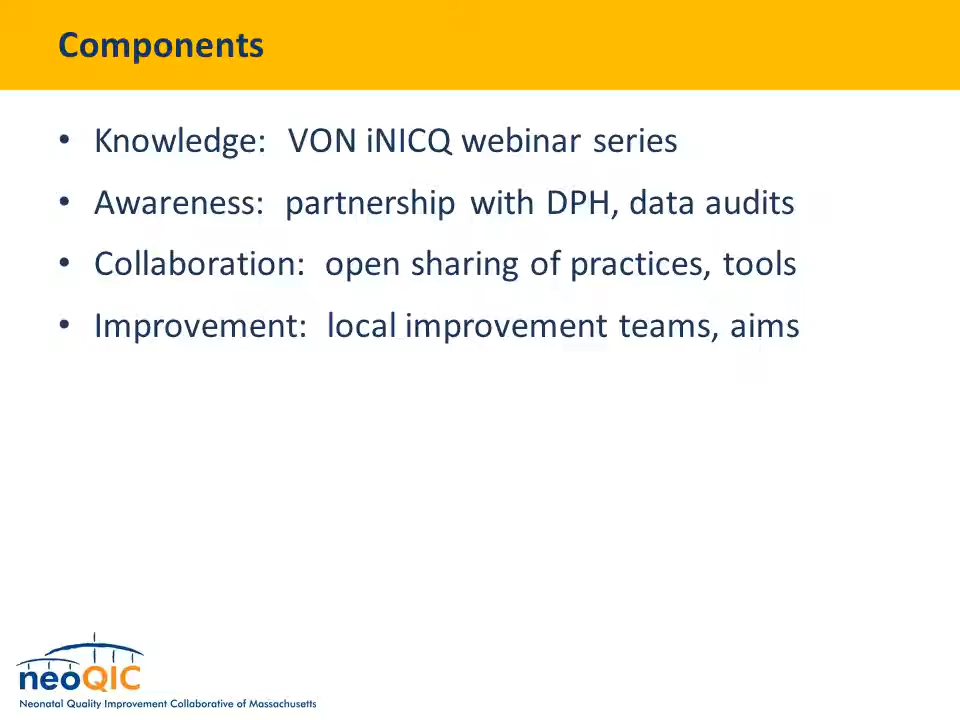 Components
• Knowledge: VON iNICQ webinar series
• Awareness: partnership with DPH, data audits
• Collaboration: open sharing of practices, tools
• Improvement: local improvement teams, aims
neoQIC
Neonatal Quality Improvement Collaborative of Massachusetts